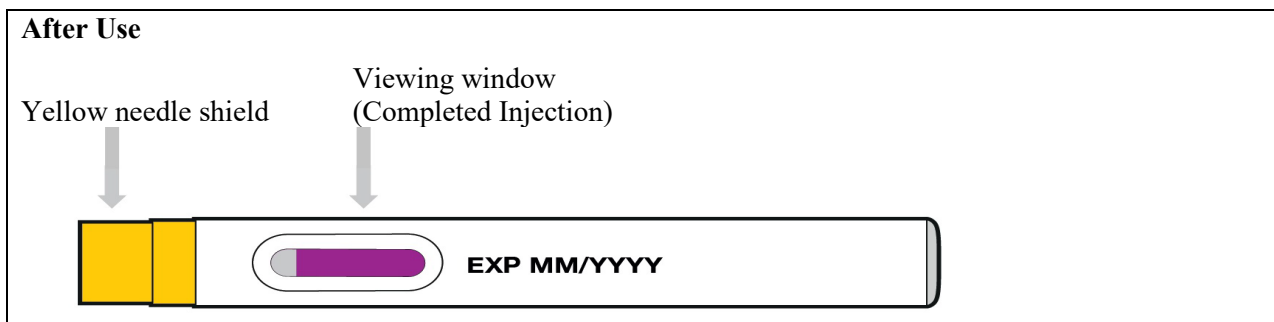 After Use
Viewing window
Yellow needle shield (Completed Injection)
EXP MM/YYYY